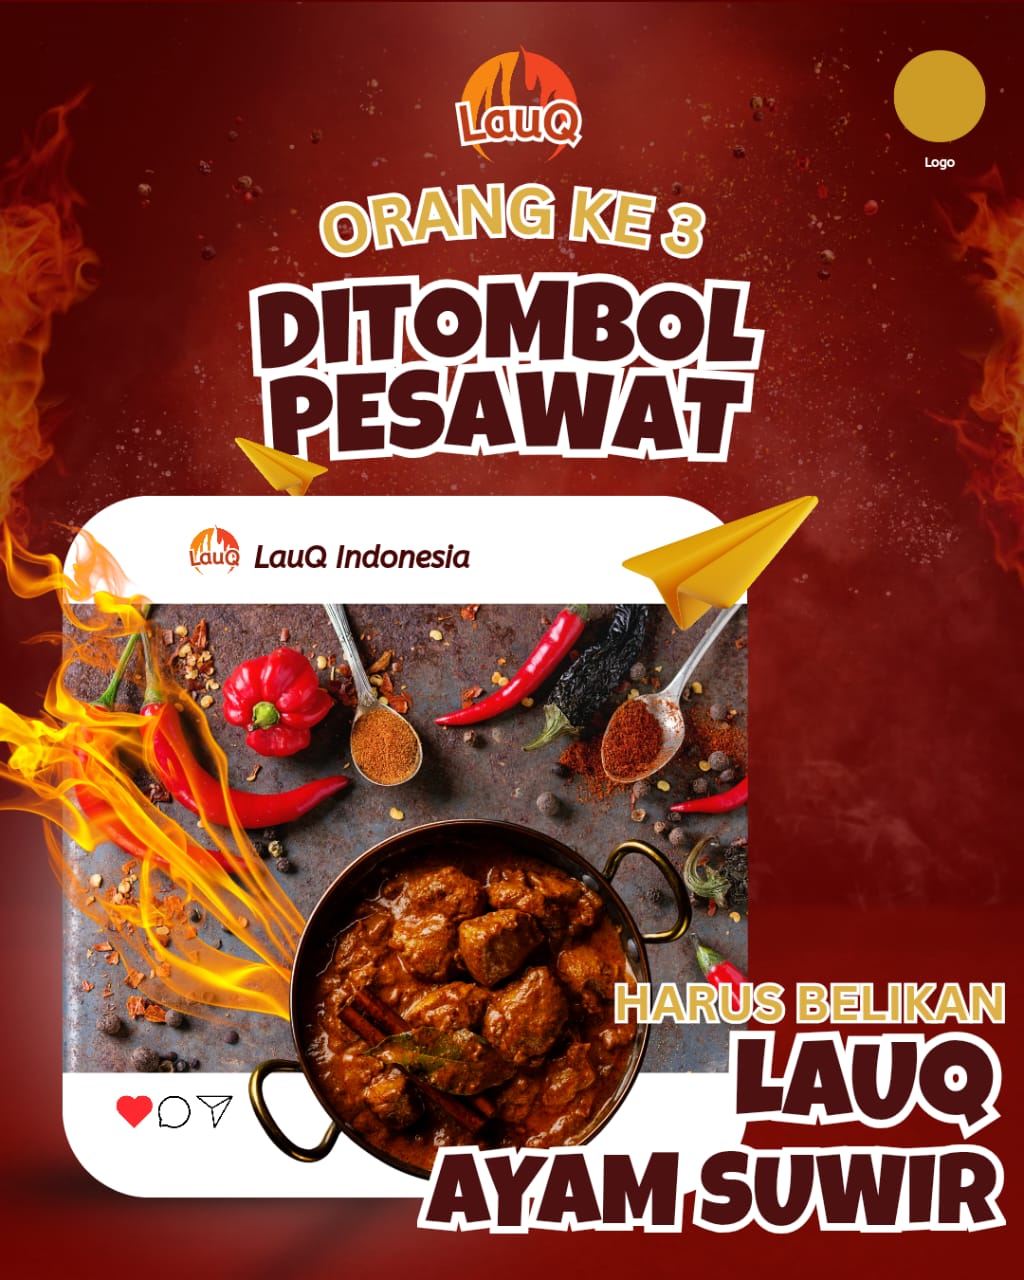 LauQ
Logo
ORANG KE 3
DITOMBOL
PESAWAT
LauQ
LauQ Indonesia
HARUS BELIKAN
LAUQ
AYAM SUWIR